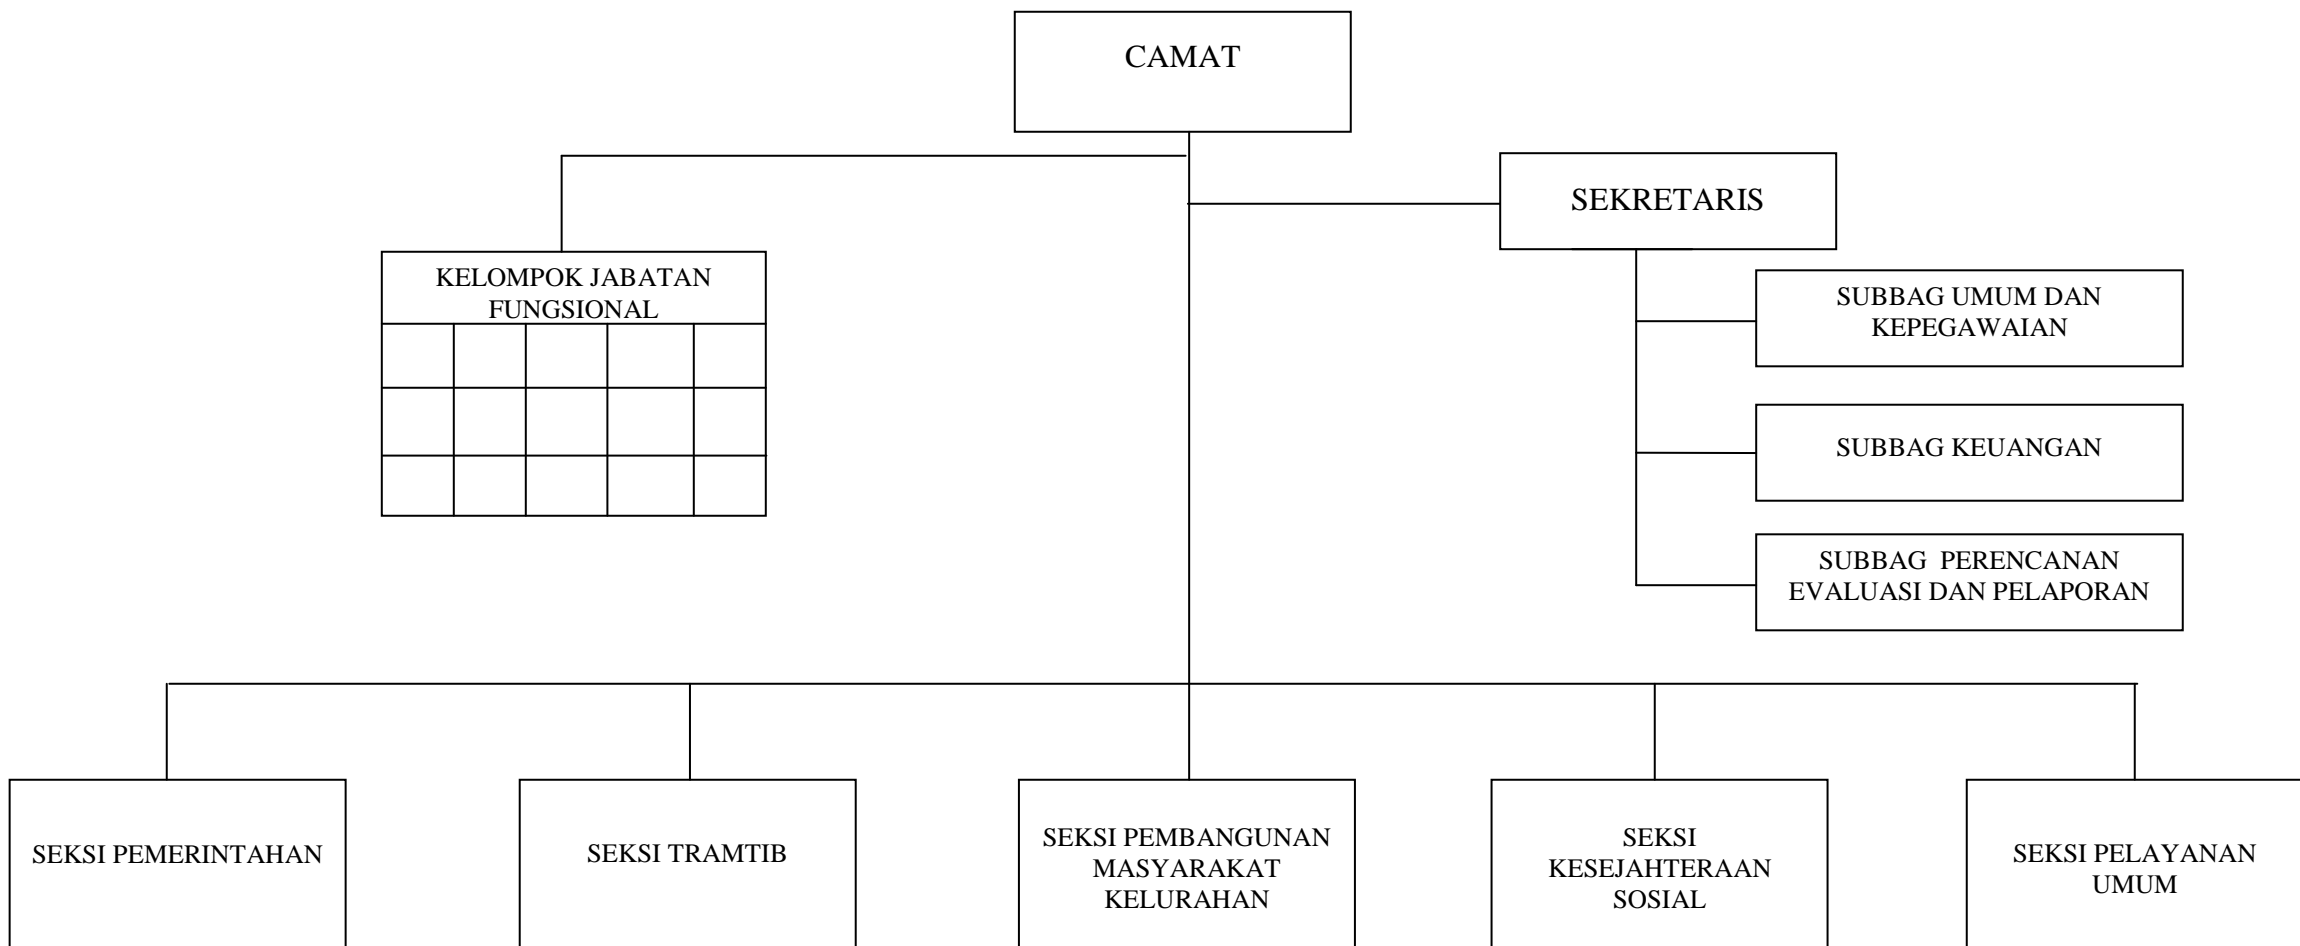 CAMAT
SEKRETARIS
KELOMPOK JABATAN
FUNGSIONAL
SUBBAG UMUM DAN
KEPEGAWAIAN
SUBBAG KEUANGAN
SUBBAG PERENCANAN
EVALUASI DAN PELAPORAN
SEKSI PEMERINTAHAN
SEKSI TRAMTIB
SEKSI PEMBANGUNAN
MASYARAKAT
KELURAHAN
SEKSI
KESEJAHTERAAN
SOSIAL
SEKSI PELAYANAN
UMUM